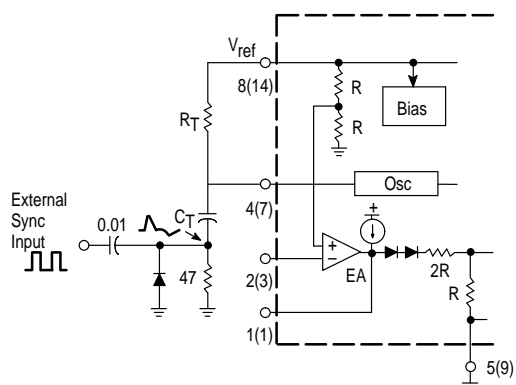 Vref
8(14)
R
Bias
RT
R
External
Sync
Input
0.01
CT
4(7)
Osc
+
47
2(3)
+
−
EA
2R
R
1(1)
5(9)